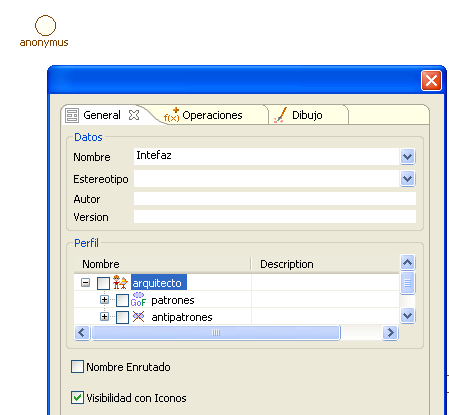 anonymus
General
f(x) Operaciones
Dibujo
Datos
Nombre Intefaz
Estereotipo
Autor
Version
Perfil
Nombre Description
arquitecto
GoF patrones
antipatrones
Nombre Enrutado
Visibilidad con Iconos